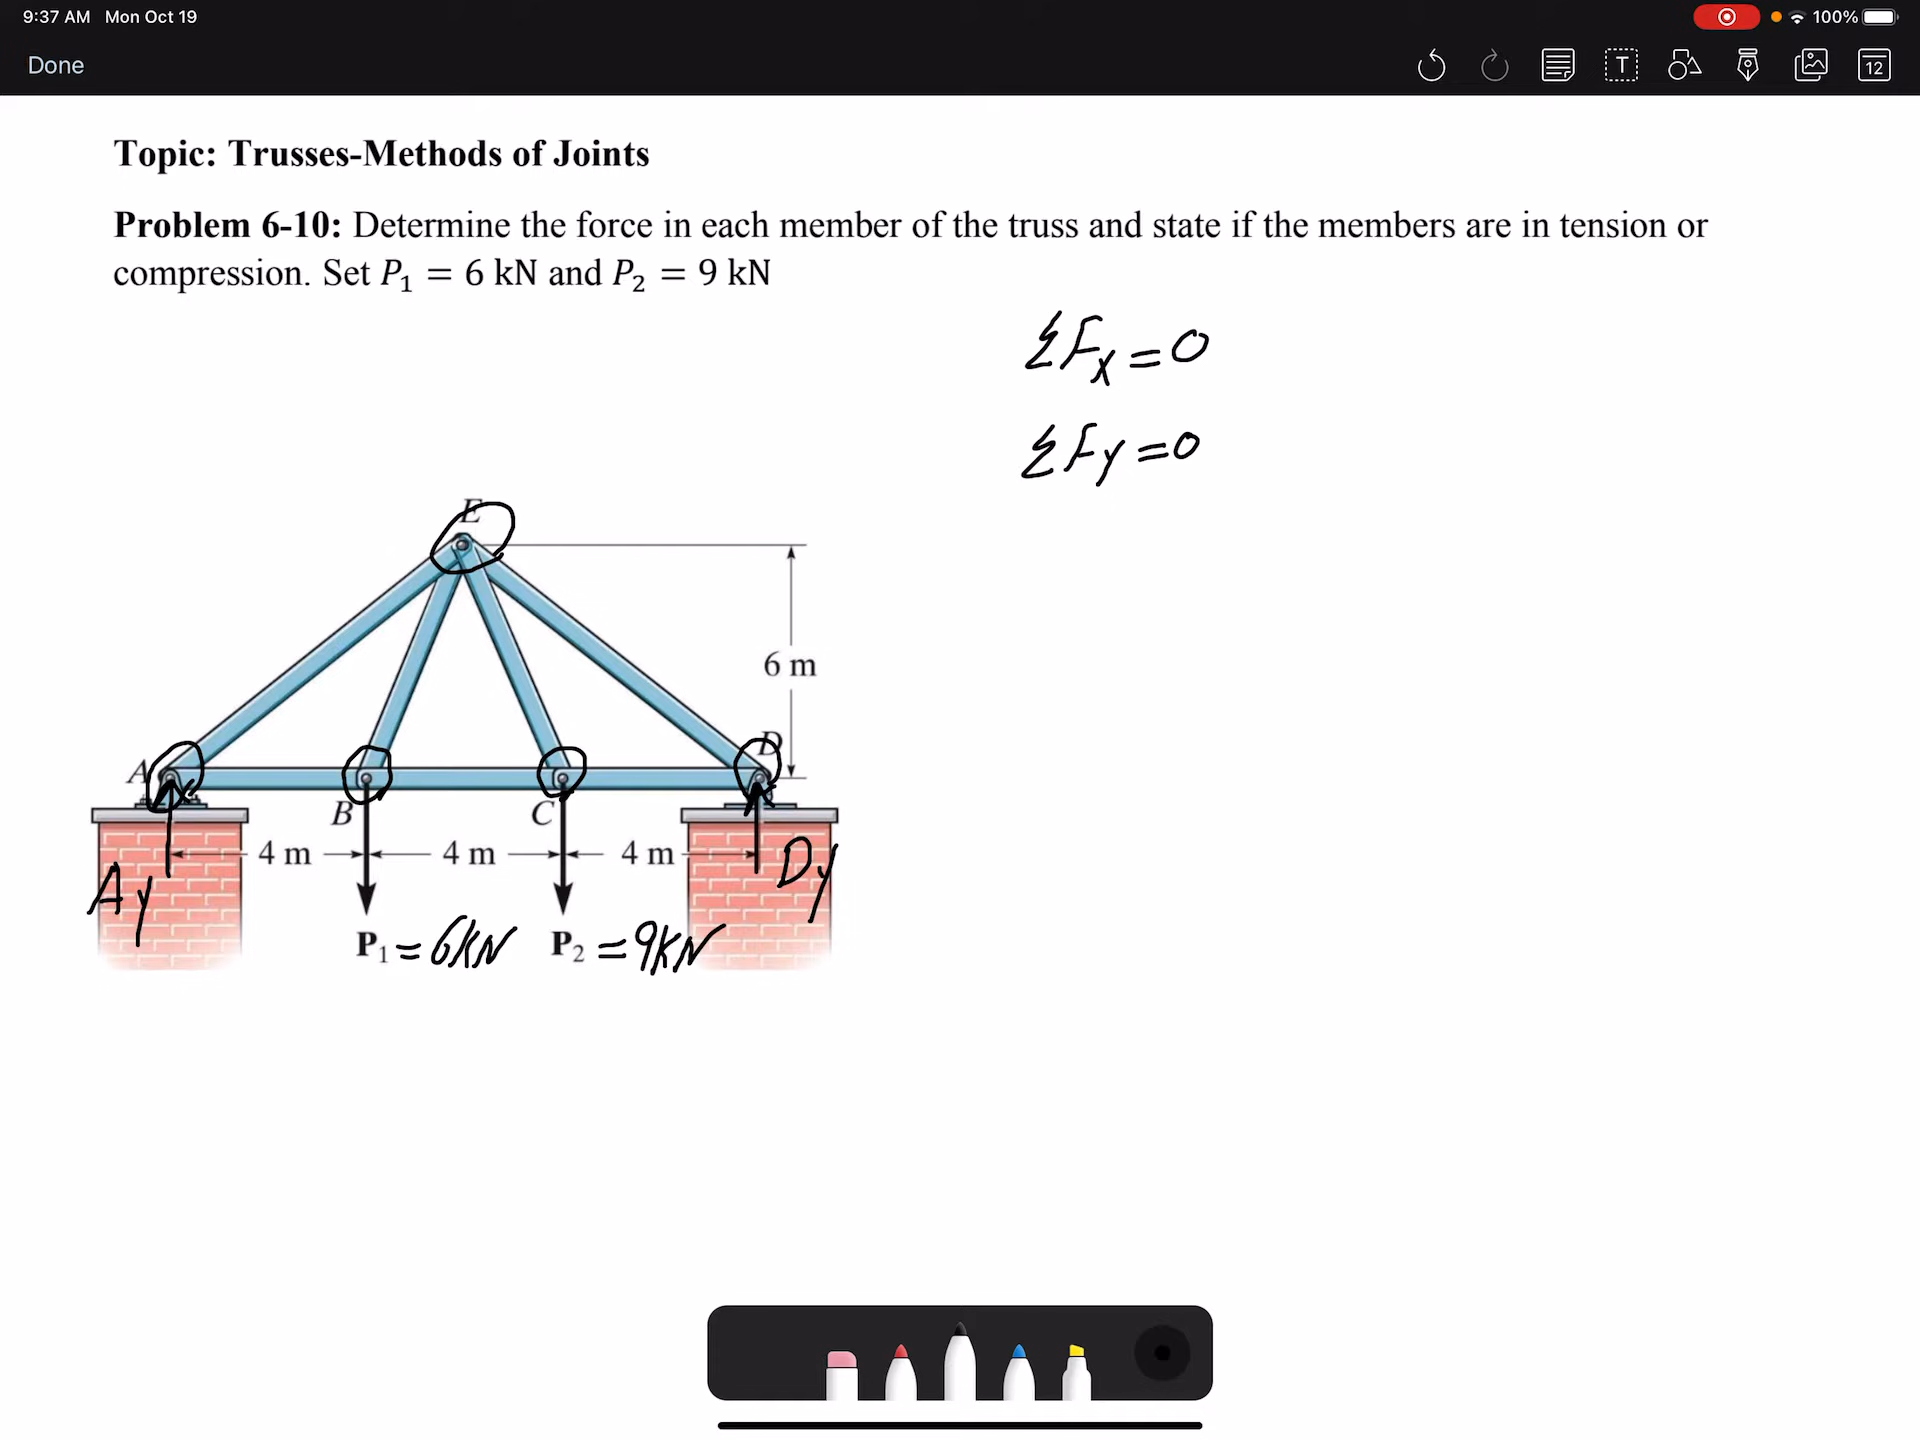 9:37 AM Mon Oct 19
100%
Done
T
12
Topic: Trusses-Methods of Joints
Problem 6-10: Determine the force in each member of the truss and state if the members are in tension or
compression. Set P₁ = 6 kN and P₂ = 9 kN
ΣFx=0
ΣFy=0
E
6 m
D
A
B
C
4 m
4 m
4 m
Ay
Dy
P₁ =6KN
P₂ =9KN